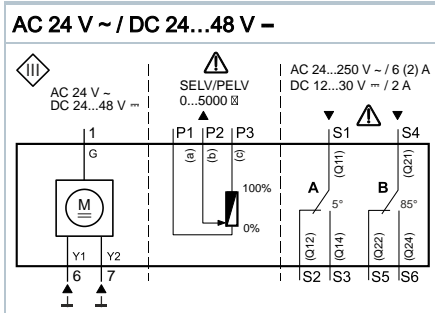 AC 24 V ~ / DC 24...48 V ⎓
III
AC 24 V ~
DC 24...48 V ⎓
SELV/PELV
0...5000 
AC 24...250 V ~ / 6 (2) A
DC 12...30 V ⎓ / 2 A
1 P1 P2 P3 S1 S4
G (a) (b) (c) (Q11) (Q21)
100%
A B
M
5° 85°
0%
Y1 Y2 (Q12) (Q14) (Q22) (Q24)
6 7 S2 S3 S5 S6